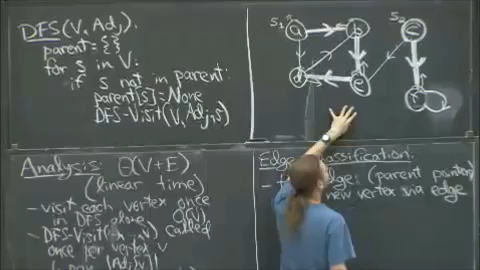 DFS(V, Adj):
parent = {}
for s in V:
if s not in parent:
parent[s] = None
DFS-Visit(V, Adj, s)
S1
a
b
d
e
S2
c
f
Analysis: Θ(V+E)
(linear time)
- visit each vertex once
in DFS alone O(V)
- DFS-Visit(..., v) called
once per vertex v
|Adj[v]|
Edge classification:
edge: (parent pointer)
new vertex via edge